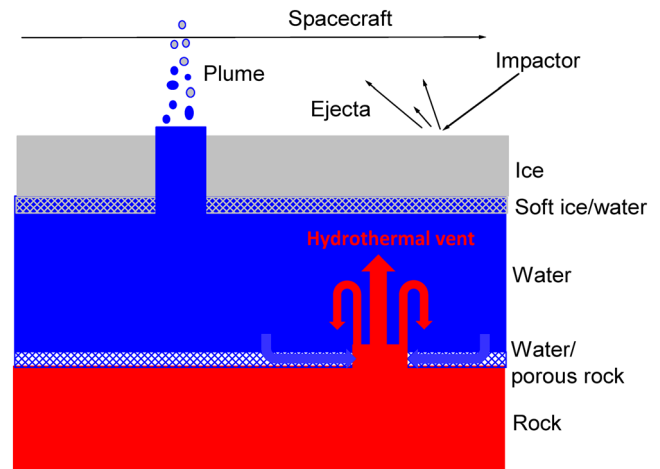 Spacecraft
Plume
Impactor
Ejecta
Ice
Soft ice/water
Hydrothermal vent
Water
Water/
porous rock
Rock